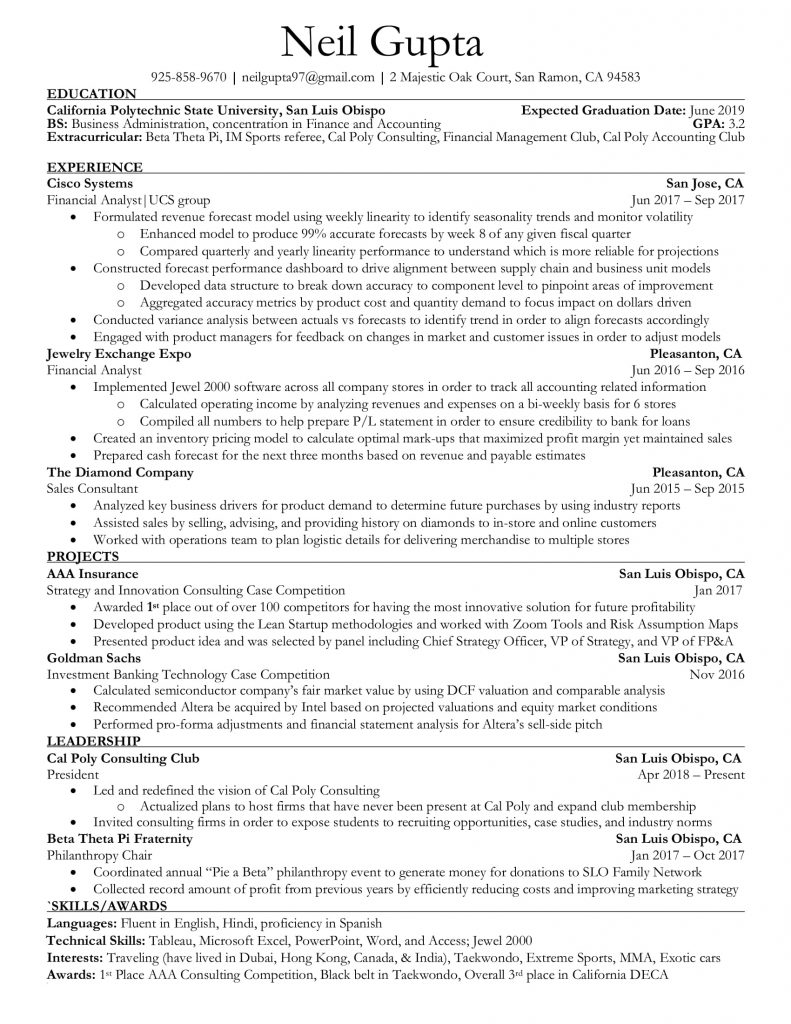 Neil Gupta
925-858-9670 | neilgupta97@gmail.com | 2 Majestic Oak Court, San Ramon, CA 94583
EDUCATION
California Polytechnic State University, San Luis Obispo Expected Graduation Date: June 2019
BS: Business Administration, concentration in Finance and Accounting GPA: 3.2
Extracurricular: Beta Theta Pi, IM Sports referee, Cal Poly Consulting, Financial Management Club, Cal Poly Accounting Club
EXPERIENCE
Cisco Systems San Jose, CA
Financial Analyst|UCS group Jun 2017 – Sep 2017
• Formulated revenue forecast model using weekly linearity to identify seasonality trends and monitor volatility
o Enhanced model to produce 99% accurate forecasts by week 8 of any given fiscal quarter
o Compared quarterly and yearly linearity performance to understand which is more reliable for projections
• Constructed forecast performance dashboard to drive alignment between supply chain and business unit models
o Developed data structure to break down accuracy to component level to pinpoint areas of improvement
o Aggregated accuracy metrics by product cost and quantity demand to focus impact on dollars driven
• Conducted variance analysis between actuals vs forecasts to identify trend in order to align forecasts accordingly
• Engaged with product managers for feedback on changes in market and customer issues in order to adjust models
Jewelry Exchange Expo Pleasanton, CA
Financial Analyst Jun 2016 – Sep 2016
• Implemented Jewel 2000 software across all company stores in order to track all accounting related information
o Calculated operating income by analyzing revenues and expenses on a bi-weekly basis for 6 stores
o Compiled all numbers to help prepare P/L statement in order to ensure credibility to bank for loans
• Created an inventory pricing model to calculate optimal mark-ups that maximized profit margin yet maintained sales
• Prepared cash forecast for the next three months based on revenue and payable estimates
The Diamond Company Pleasanton, CA
Sales Consultant Jun 2015 – Sep 2015
• Analyzed key business drivers for product demand to determine future purchases by using industry reports
• Assisted sales by selling, advising, and providing history on diamonds to in-store and online customers
• Worked with operations team to plan logistic details for delivering merchandise to multiple stores
PROJECTS
AAA Insurance San Luis Obispo, CA
Strategy and Innovation Consulting Case Competition Jan 2017
• Awarded 1st place out of over 100 competitors for having the most innovative solution for future profitability
• Developed product using the Lean Startup methodologies and worked with Zoom Tools and Risk Assumption Maps
• Presented product idea and was selected by panel including Chief Strategy Officer, VP of Strategy, and VP of FP&A
Goldman Sachs San Luis Obispo, CA
Investment Banking Technology Case Competition Nov 2016
• Calculated semiconductor company's fair market value by using DCF valuation and comparable analysis
• Recommended Altera be acquired by Intel based on projected valuations and equity market conditions
• Performed pro-forma adjustments and financial statement analysis for Altera's sell-side pitch
LEADERSHIP
Cal Poly Consulting Club San Luis Obispo, CA
President Apr 2018 – Present
• Led and redefined the vision of Cal Poly Consulting
o Actualized plans to host firms that have never been present at Cal Poly and expand club membership
• Invited consulting firms in order to expose students to recruiting opportunities, case studies, and industry norms
Beta Theta Pi Fraternity San Luis Obispo, CA
Philanthropy Chair Jan 2017 – Oct 2017
• Coordinated annual “Pie a Beta” philanthropy event to generate money for donations to SLO Family Network
• Collected record amount of profit from previous years by efficiently reducing costs and improving marketing strategy
`SKILLS/AWARDS
Languages: Fluent in English, Hindi, proficiency in Spanish
Technical Skills: Tableau, Microsoft Excel, PowerPoint, Word, and Access; Jewel 2000
Interests: Traveling (have lived in Dubai, Hong Kong, Canada, & India), Taekwondo, Extreme Sports, MMA, Exotic cars
Awards: 1st Place AAA Consulting Competition, Black belt in Taekwondo, Overall 3rd place in California DECA